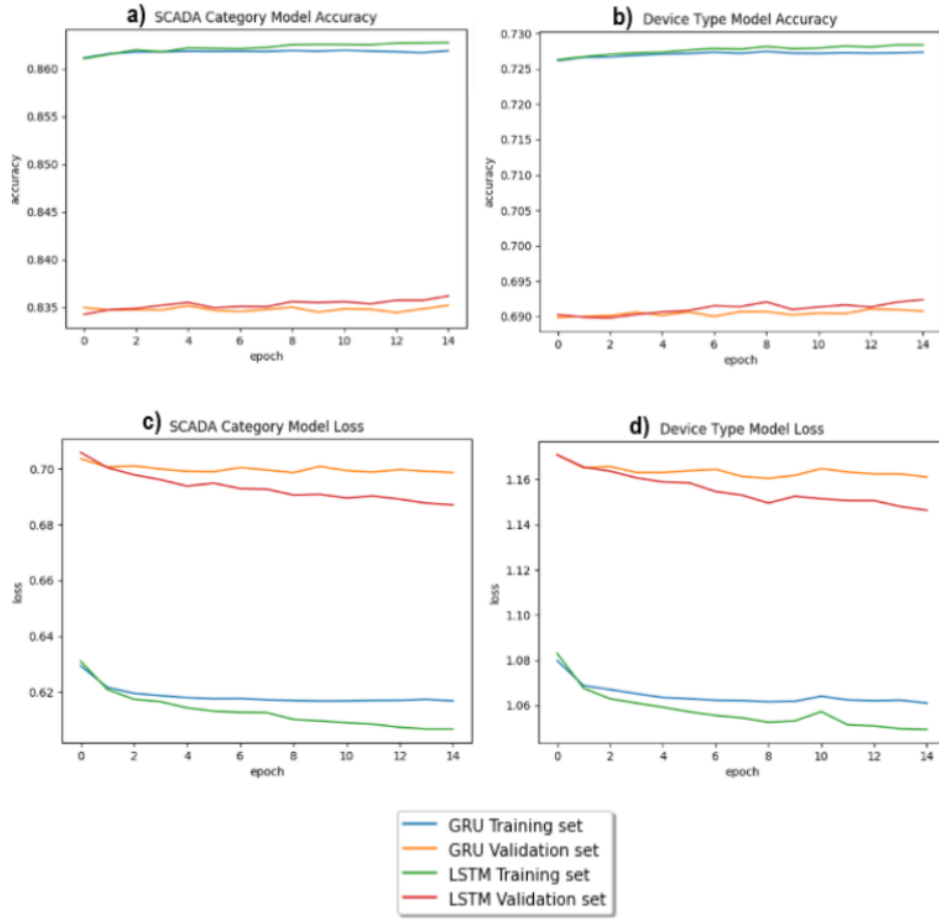 a) SCADA Category Model Accuracy
accuracy
0.860
0.855
0.850
0.845
0.840
0.835
0 2 4 6 8 10 12 14
epoch
b) Device Type Model Accuracy
accuracy
0.730
0.725
0.720
0.715
0.710
0.705
0.700
0.695
0.690
0 2 4 6 8 10 12 14
epoch
c) SCADA Category Model Loss
loss
0.70
0.68
0.66
0.64
0.62
0 2 4 6 8 10 12 14
epoch
d) Device Type Model Loss
loss
1.16
1.14
1.12
1.10
1.08
1.06
0 2 4 6 8 10 12 14
epoch
GRU Training set
GRU Validation set
LSTM Training set
LSTM Validation set